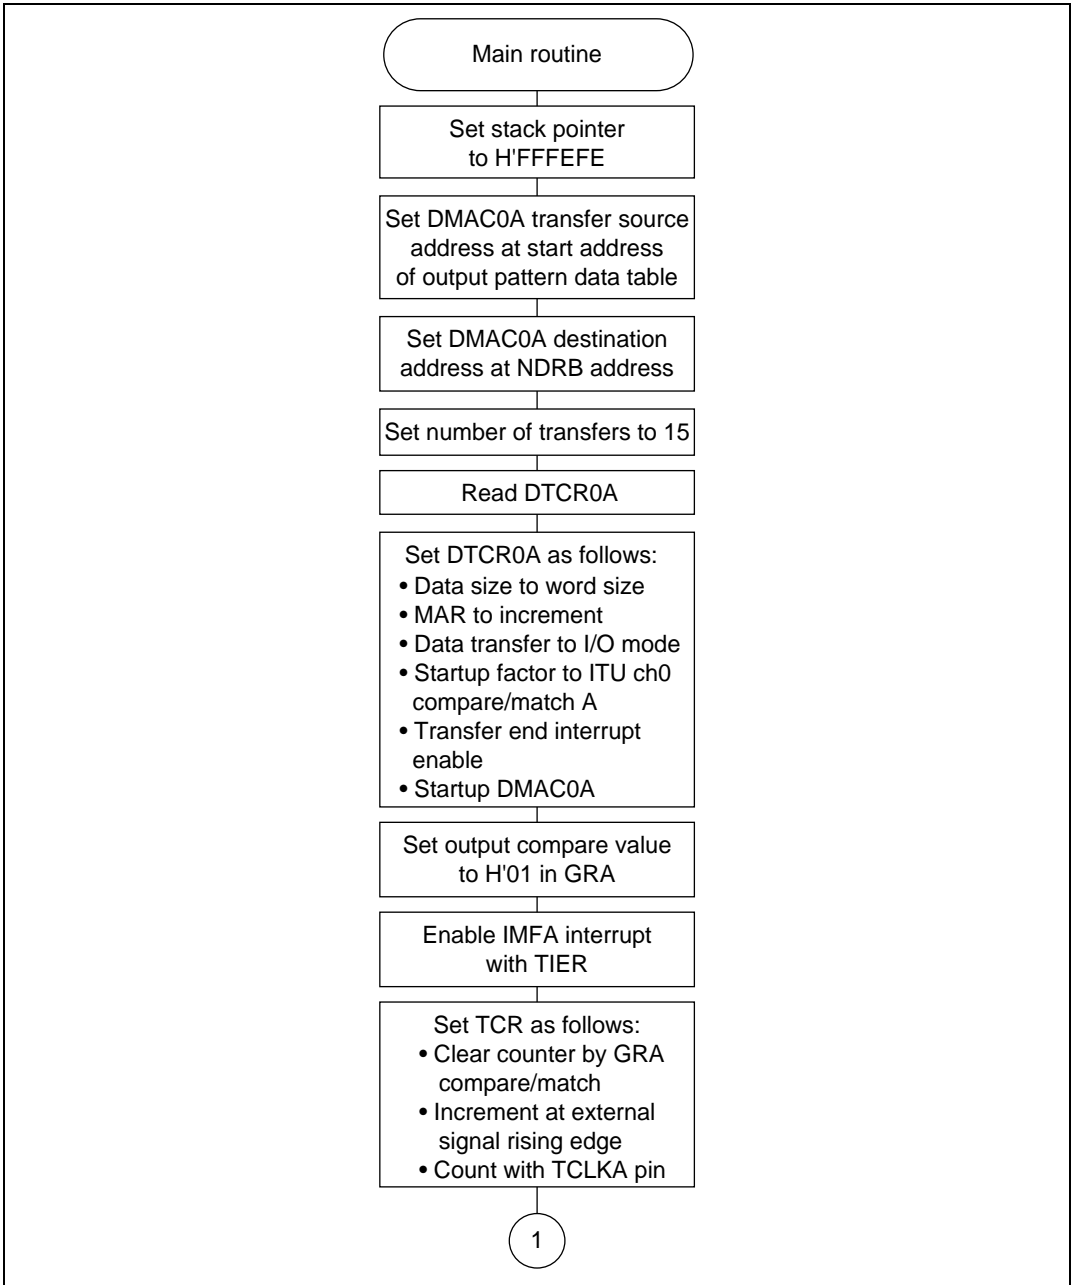 Main routine
Set stack pointer
to H'FFFEFE
Set DMAC0A transfer source
address at start address
of output pattern data table
Set DMAC0A destination
address at NDRB address
Set number of transfers to 15
Read DTCR0A
Set DTCR0A as follows:
• Data size to word size
• MAR to increment
• Data transfer to I/O mode
• Startup factor to ITU ch0
compare/match A
• Transfer end interrupt
enable
• Startup DMAC0A
Set output compare value
to H'01 in GRA
Enable IMFA interrupt
with TIER
Set TCR as follows:
• Clear counter by GRA
compare/match
• Increment at external
signal rising edge
• Count with TCLKA pin
1